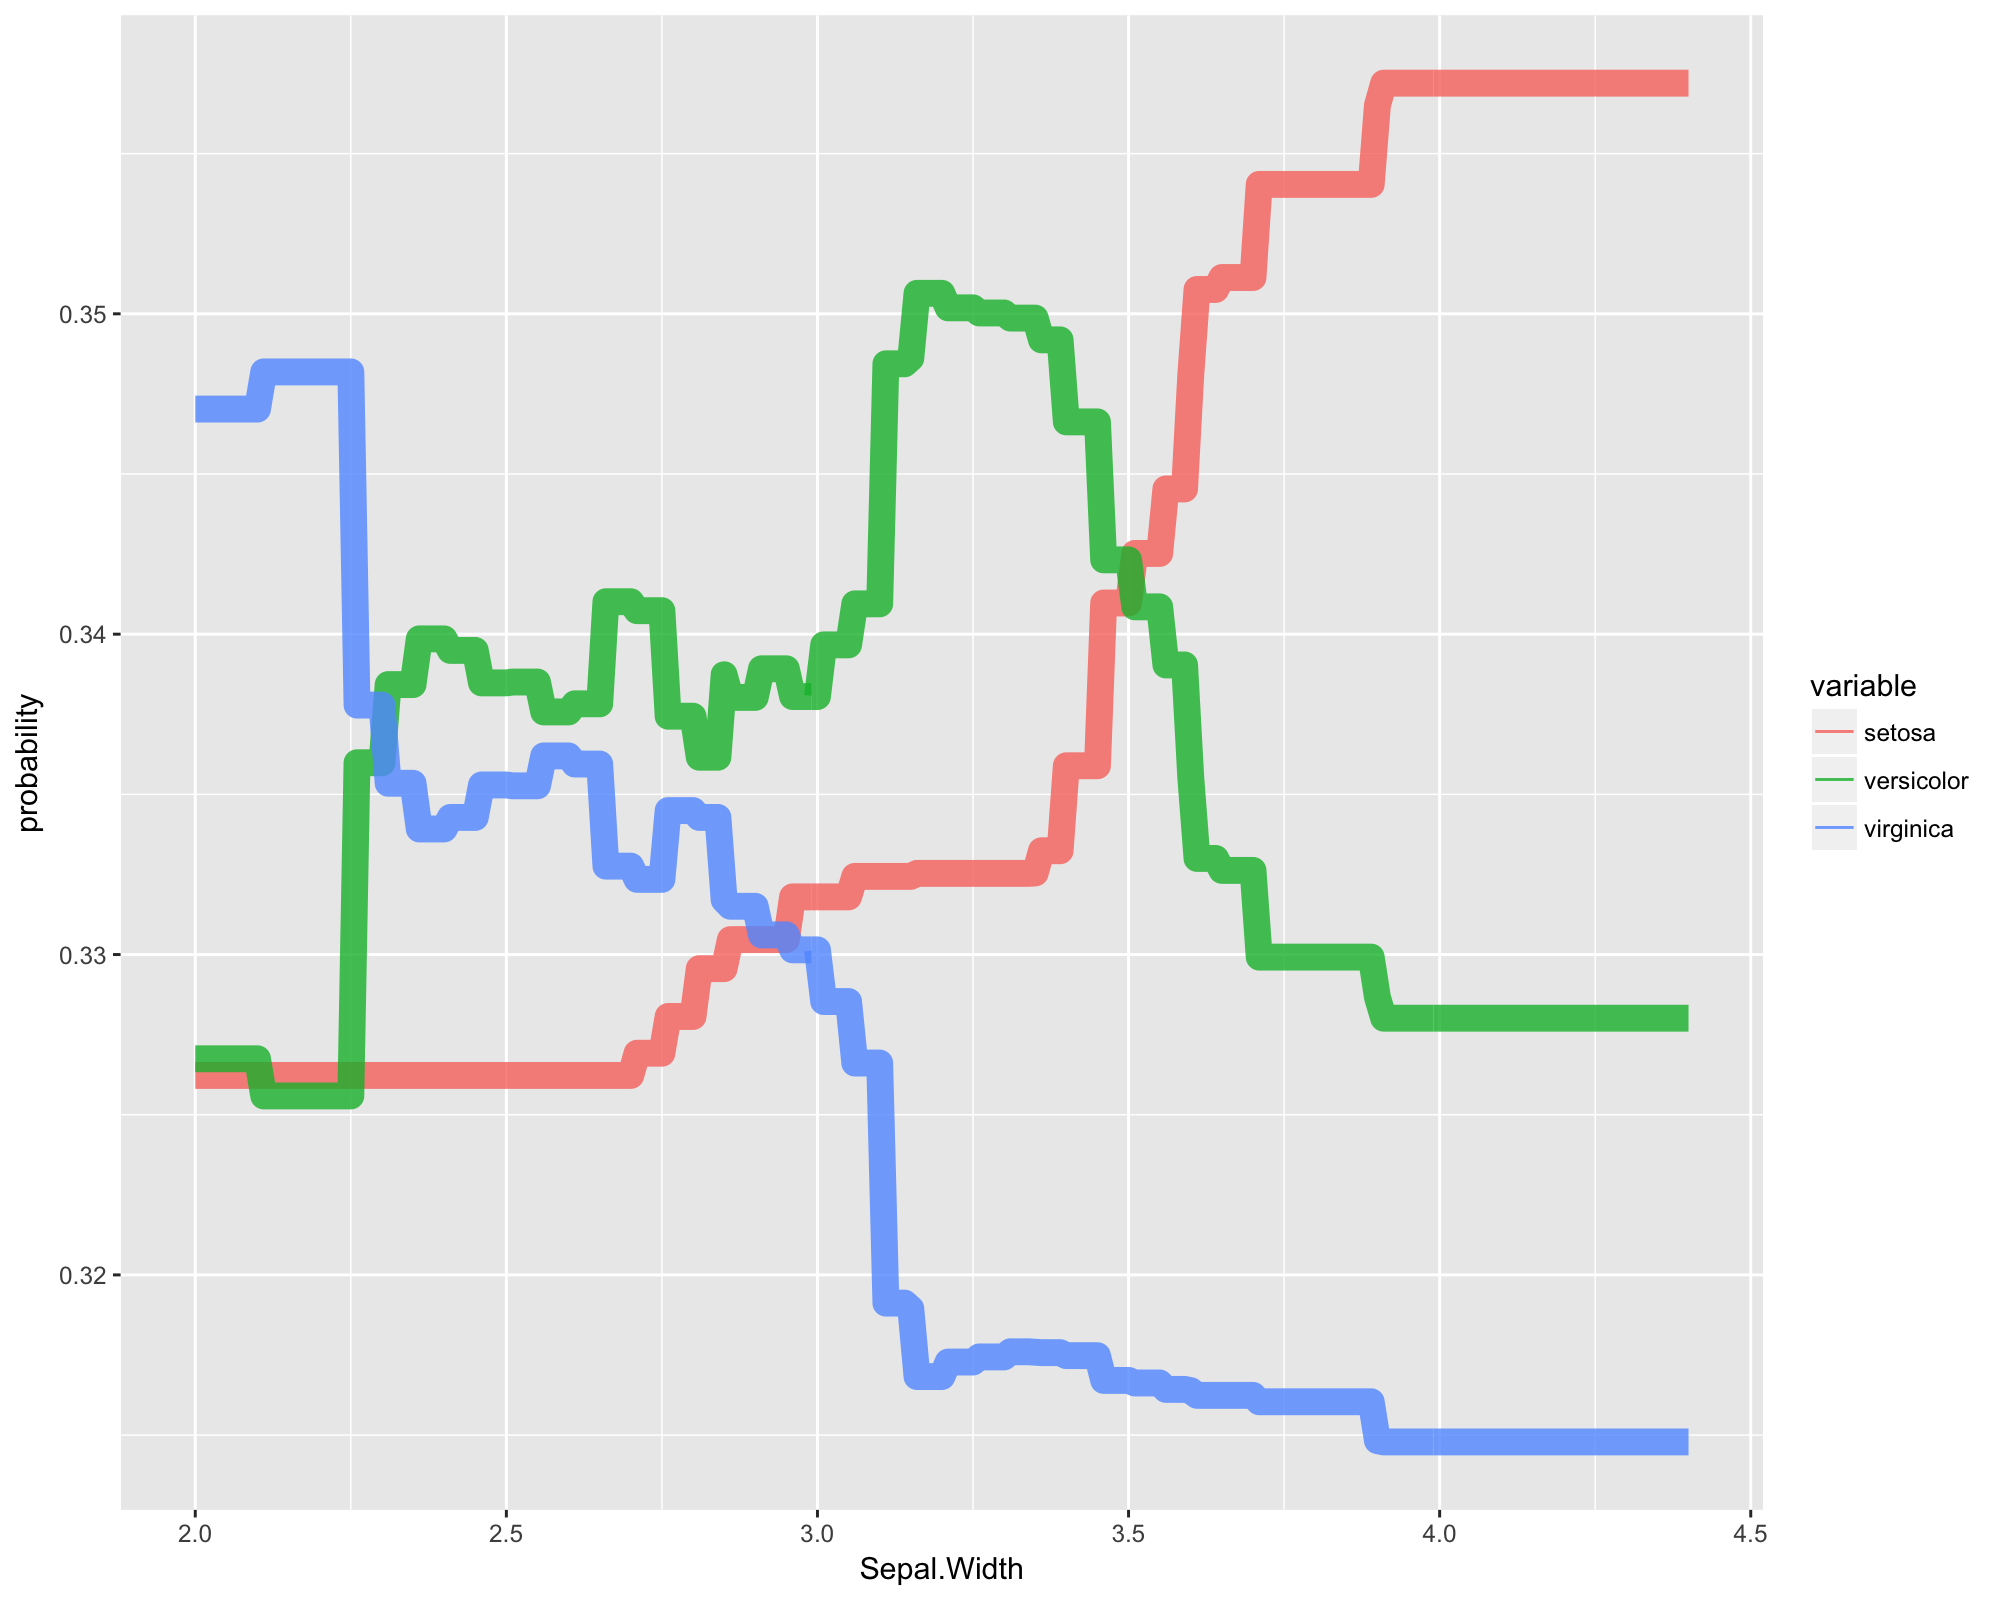 0.35
0.34
0.33
0.32
probability
2.0 2.5 3.0 3.5 4.0 4.5
Sepal.Width
variable
setosa
versicolor
virginica